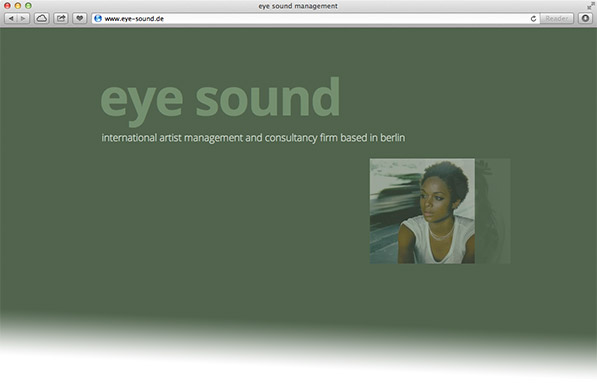 eye sound management
www.eye-sound.de
Reader
eye sound
international artist management and consultancy firm based in berlin